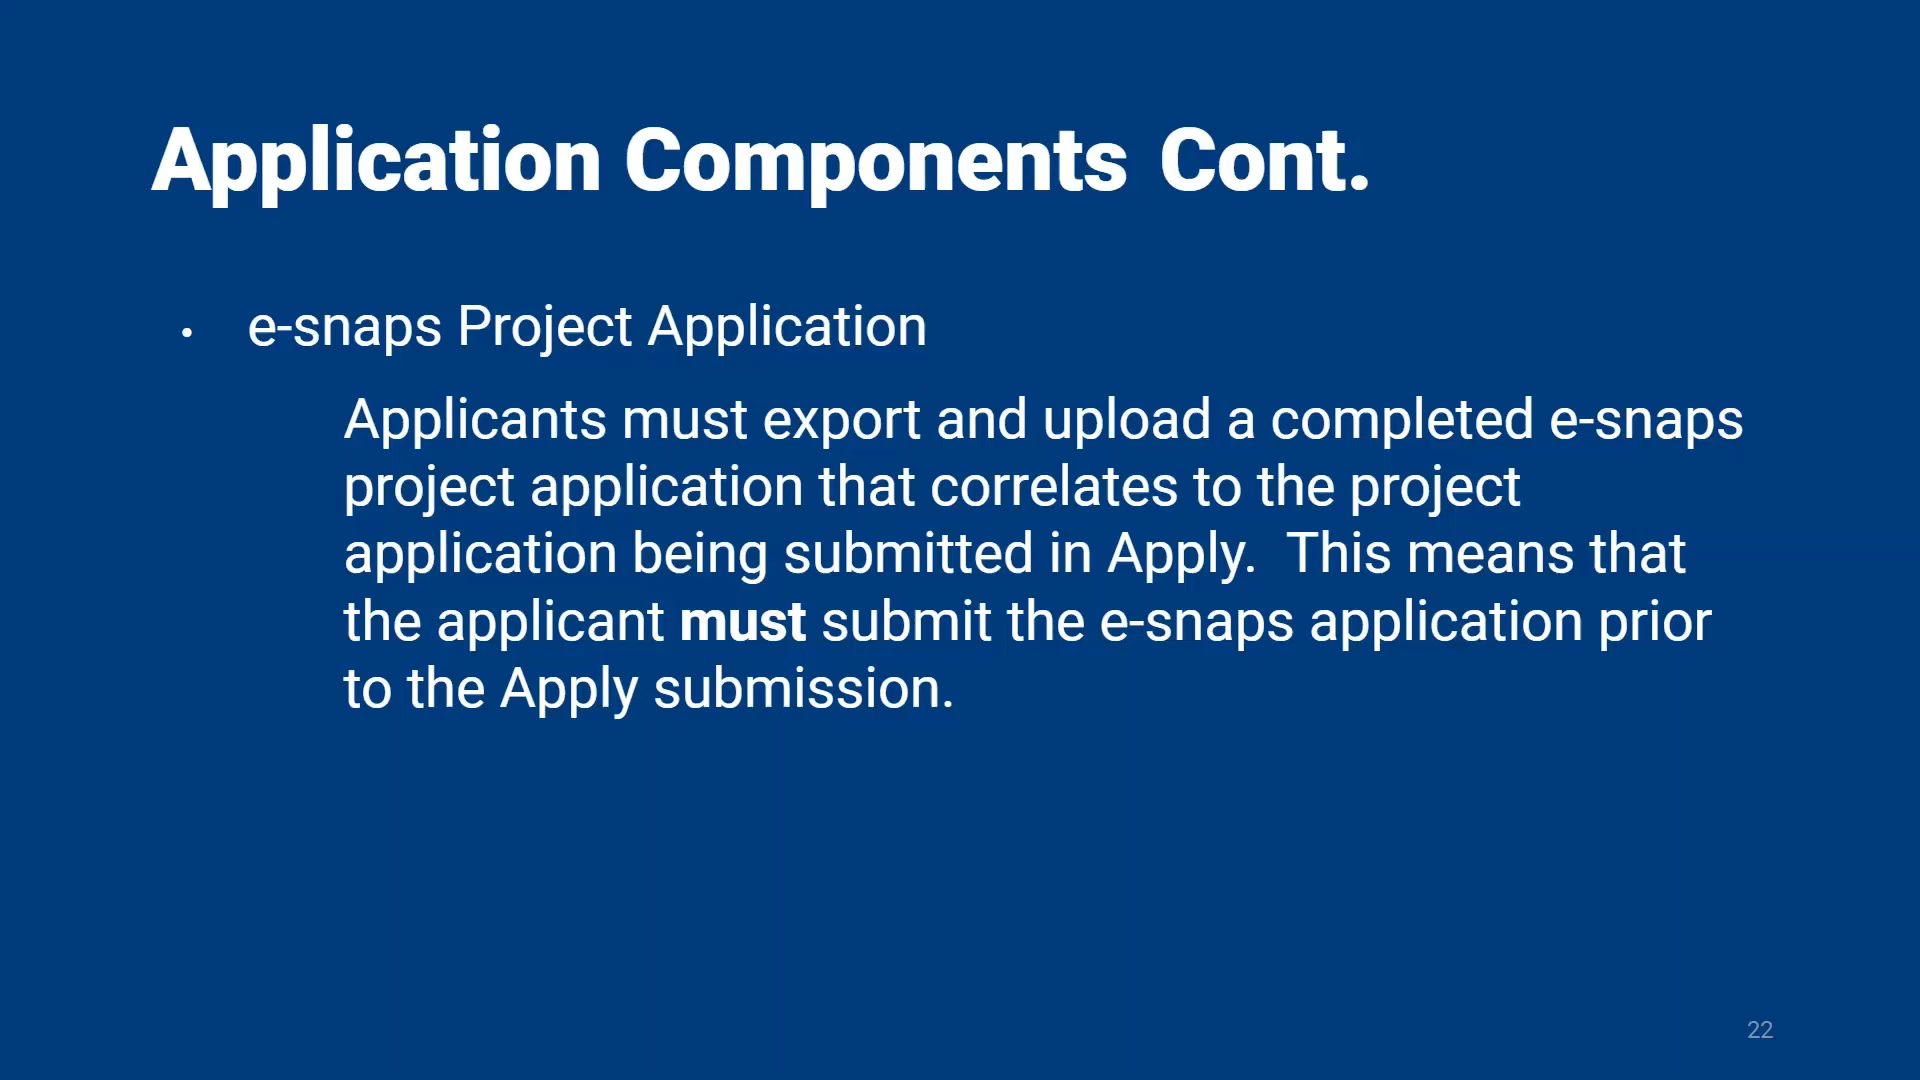 Application Components Cont.
• e-snaps Project Application
Applicants must export and upload a completed e-snaps
project application that correlates to the project
application being submitted in Apply.  This means that
the applicant must submit the e-snaps application prior
to the Apply submission.
22